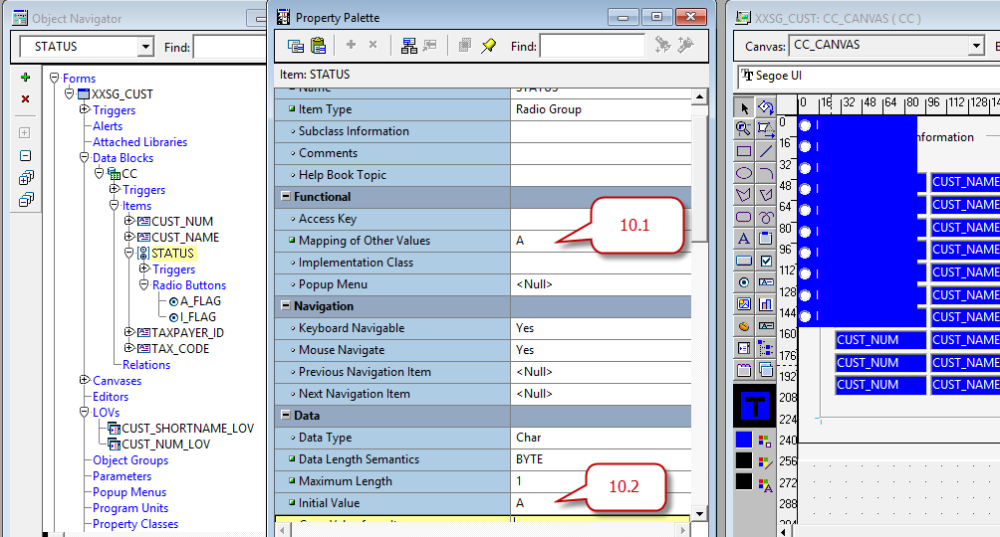 Object Navigator
STATUS
Find:
Forms
XXSG_CUST
Triggers
Alerts
Attached Libraries
Data Blocks
CC
Triggers
Items
CUST_NUM
CUST_NAME
STATUS
Triggers
Radio Buttons
A_FLAG
I_FLAG
TAXPAYER_ID
TAX_CODE
Relations
Canvases
Editors
LOVs
CUST_SHORTNAME_LOV
CUST_NUM_LOV
Object Groups
Parameters
Popup Menus
Program Units
Property Classes
Property Palette
Find:
Item: STATUS
Name STATUS
Item Type Radio Group
Subclass Information
Comments
Help Book Topic
Functional
Access Key
Mapping of Other Values A
10.1
Implementation Class
Popup Menu <Null>
Navigation
Keyboard Navigable Yes
Mouse Navigate Yes
Previous Navigation Item <Null>
Next Navigation Item <Null>
Data
Data Type Char
Data Length Semantics BYTE
Maximum Length 1
Initial Value A
10.2
XXSG_CUST: CC_CANVAS ( CC )
Canvas: CC_CANVAS
Segoe UI
0 16 32 48 64 80 96 112 128
0
16
32
48
64
80
96
112
128
144
160
176
192
208
224
240
256
272
288
nformation
CUST_NAME
CUST_NAME
CUST_NAME
CUST_NAME
CUST_NAME
CUST_NAME
CUST_NAME
CUST_NUM CUST_NAME
CUST_NUM CUST_NAME
CUST_NUM CUST_NAME